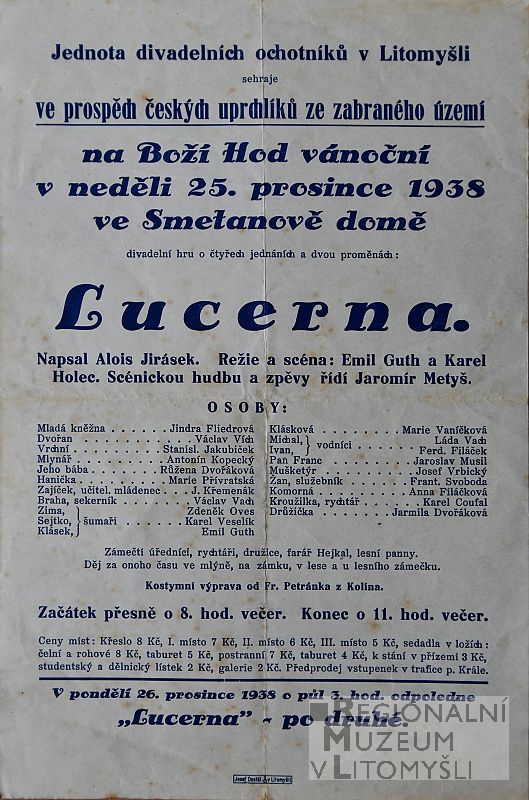 Jednota divadelních ochotníků v Litomyšli
sehraje
ve prospěch českých uprchlíků ze zabraného území
na Boží Hod vánoční
v neděli 25. prosince 1938
ve Smetanově domě
divadelní hru o čtyřech jednáních a dvou proměnách:
Lucerna.
Napsal Alois Jirásek. Režie a scéna: Emil Guth a Karel
Holec. Scénickou hudbu a zpěvy řídí Jaromír Metyš.
OSOBY:
Mladá kněžna . . . . . . Jindra Fliedrová
Dvořan . . . . . . . . . . Václav Vích
Vrchní . . . . . . . . . Stanisl. Jakubíček
Mlynář . . . . . . . . . Antonín Kopecký
Jeho bába . . . . . . . Růžena Dvořáková
Hanička . . . . . . . . Marie Přívratská
Zajíček, učitel. mládenec . . . J. Křemenák
Braha, sekerník . . . . . . Václav Vach
Zima, Zdeněk Oves
Sejtko, šumaři . . . . . . Karel Veselík
Klásek, Emil Guth
Klásková . . . . . . . . Marie Vaníčková
Michal, Láda Vach
vodníci . . . . . .
Ivan, Ferd. Filáček
Pan Franc . . . . . . . . Jaroslav Musil
Mušketýr . . . . . . . . Josef Vrbický
Žan, služebník . . . . . . Frant. Svoboda
Komorná . . . . . . . . Anna Filáčková
Kroužilka, rychtář . . . . . Karel Coufal
Družička . . . . . . . Jarmila Dvořáková
Zámečtí úředníci, rychtáři, družice, farář Hejkal, lesní panny.
Děj za onoho času ve mlýně, na zámku, v lese a u lesního zámečku.
Kostymní výprava od Fr. Petránka z Kolína.
Začátek přesně o 8. hod. večer. Konec o 11. hod. večer.
Ceny míst: Křeslo 8 Kč, I. místo 7 Kč, II. místo 6 Kč, III. místo 5 Kč, sedadla v ložích:
čelní a rohové 8 Kč, taburet 5 Kč, postranní 7 Kč, taburet 4 Kč, k stání v přízemí 3 Kč,
studentský a dělnický lístek 2 Kč, galerie 2 Kč. Předprodej vstupenek v trafice p. Krále.
V pondělí 26. prosince 1938 o půl 3. hod. odpoledne
„Lucerna" - po druhé.
REGIONÁLNÍ
MUZEUM
V LITOMYŠLI
Josef v Litomyšli